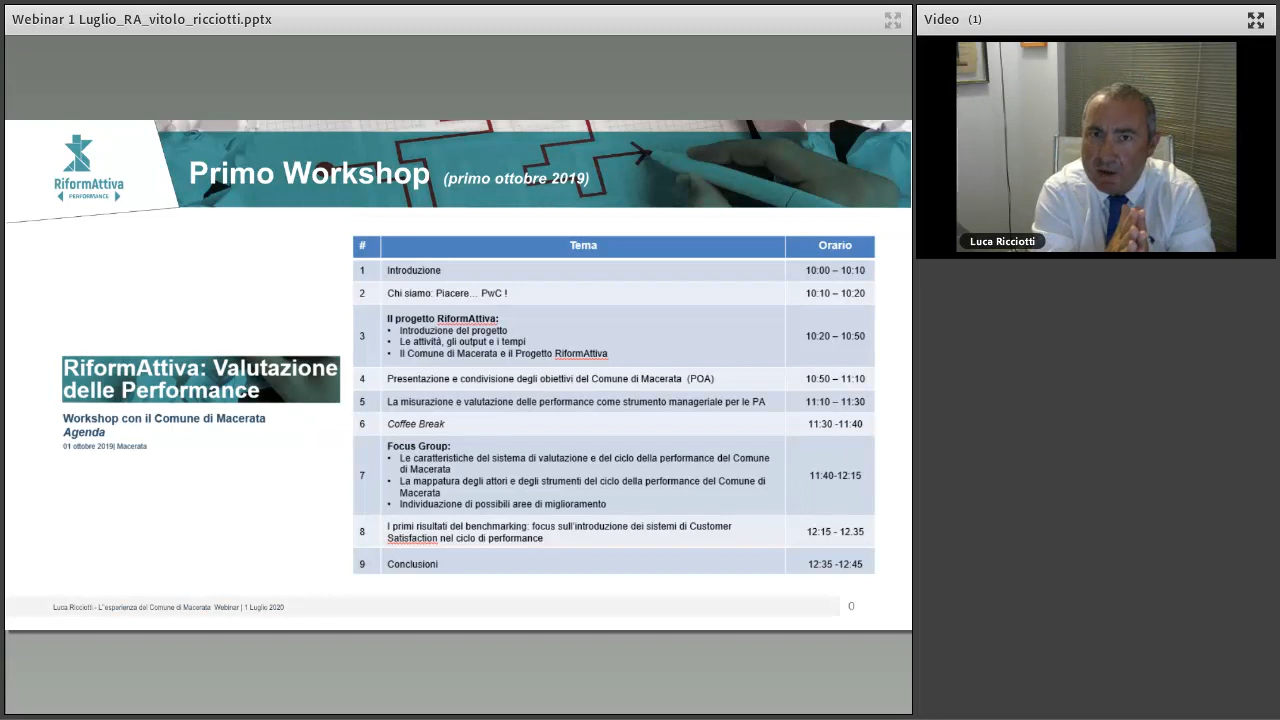 Webinar 1 Luglio_RA_vitolo_ricciotti.pptx
Video (1)
Luca Ricciotti
RiformAttiva
PERFORMANCE
Primo Workshop (primo ottobre 2019)
RiformAttiva: Valutazione
delle Performance
Workshop con il Comune di Macerata
Agenda
01 ottobre 2019| Macerata
# Tema Orario
1 Introduzione 10:00 – 10:10
2 Chi siamo: Piacere… PwC ! 10:10 – 10:20
Il progetto RiformAttiva:
• Introduzione del progetto
3 • Le attività, gli output e i tempi 10:20 – 10:50
• Il Comune di Macerata e il Progetto RiformAttiva
4 Presentazione e condivisione degli obiettivi del Comune di Macerata (POA) 10:50 – 11:10
5 La misurazione e valutazione delle performance come strumento manageriale per le PA 11:10 – 11:30
6 Coffee Break 11:30 -11:40
Focus Group:
• Le caratteristiche del sistema di valutazione e del ciclo della performance del Comune
di Macerata
7 • La mappatura degli attori e degli strumenti del ciclo della performance del Comune di 11:40-12:15
Macerata
• Individuazione di possibili aree di miglioramento
8 I primi risultati del benchmarking: focus sull'introduzione dei sistemi di Customer 12:15 - 12.35
Satisfaction nel ciclo di performance
9 Conclusioni 12:35 -12:45
Luca Ricciotti - L'esperienza del Comune di Macerata Webinar | 1 Luglio 2020
0